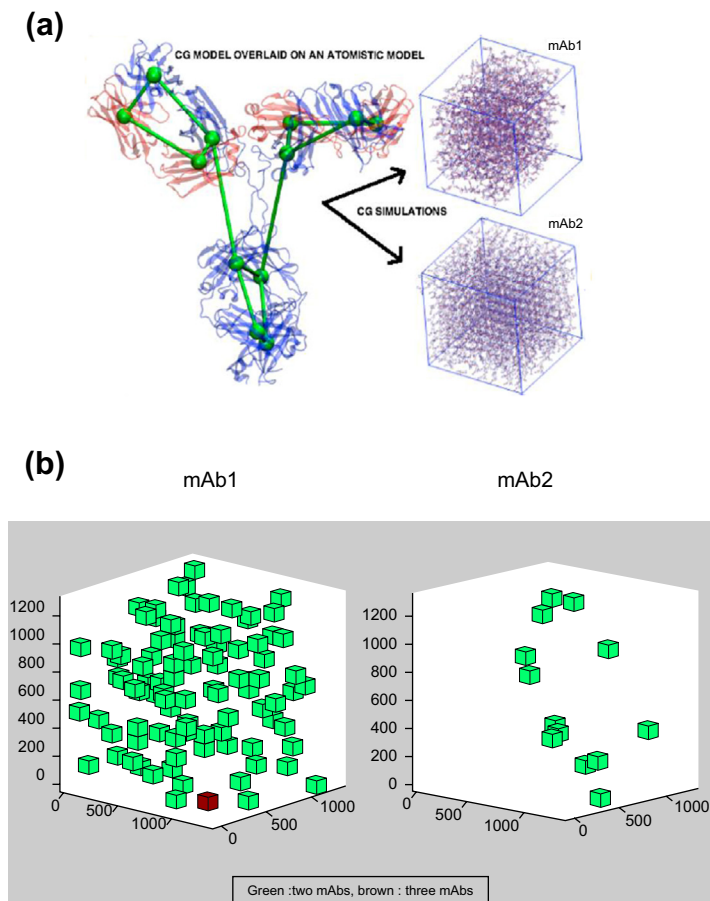 (a)
CG MODEL OVERLAID ON AN ATOMISTIC MODEL
mAb1
CG SIMULATIONS
mAb2
(b)
mAb1
mAb2
1200
1000
800
600
400
200
0
0
500
1000
0
500
1000
1200
1000
800
600
400
200
0
0
500
1000
0
500
1000
Green :two mAbs, brown : three mAbs